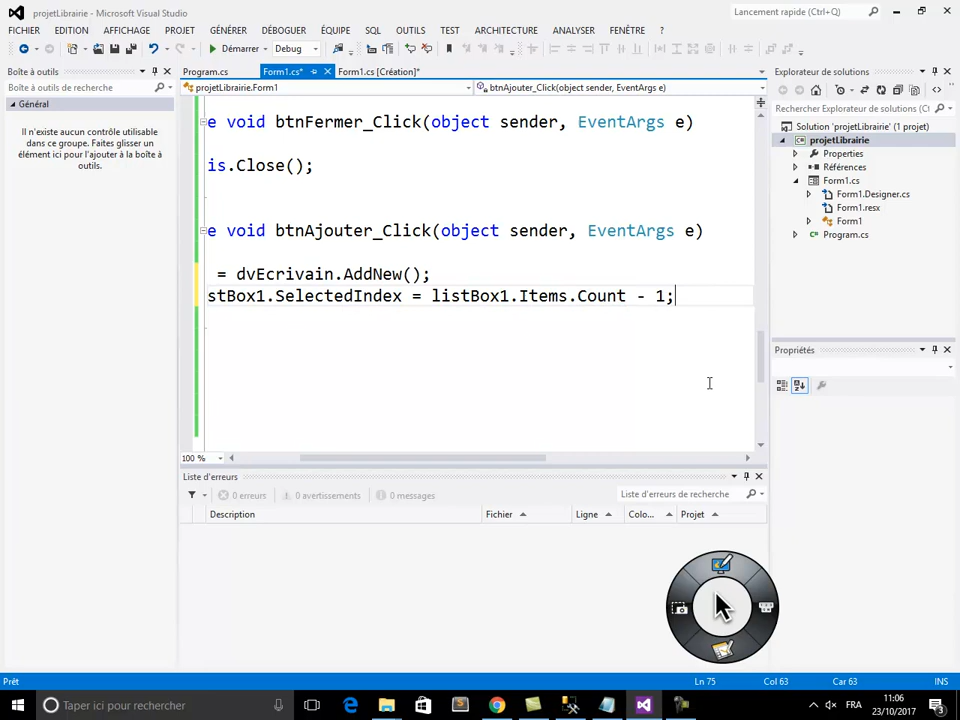 projetLibrairie - Microsoft Visual Studio
Lancement rapide (Ctrl+Q)
FICHIER EDITION AFFICHAGE PROJET GÉNÉRER DÉBOGUER ÉQUIPE SQL OUTILS TEST ARCHITECTURE ANALYSER FENÊTRE ?
Démarrer Debug
Boîte à outils
Program.cs Form1.cs* Form1.cs [Création]*
Explorateur de solutions
Boîte à outils de recherche
projetLibrairie.Form1 btnAjouter_Click(object sender, EventArgs e)
Général
Rechercher Explorateur de solutions (Ctrl+
Il n'existe aucun contrôle utilisable
dans ce groupe. Faites glisser un
élément ici pour l'ajouter à la boîte à
outils.
e void btnFermer_Click(object sender, EventArgs e)
is.Close();
e void btnAjouter_Click(object sender, EventArgs e)
= dvEcrivain.AddNew();
stBox1.SelectedIndex = listBox1.Items.Count - 1;
Solution 'projetLibrairie' (1 projet)
projetLibrairie
Properties
Références
Form1.cs
Form1.Designer.cs
Form1.resx
Form1
Program.cs
Propriétés
100 %
Liste d'erreurs
0 erreurs 0 avertissements 0 messages
Liste d'erreurs de recherche
Description Fichier Ligne Colo... Projet
Prêt Ln 75 Col 63 Car 63 INS
Taper ici pour rechercher
FRA
11:06
23/10/2017
3